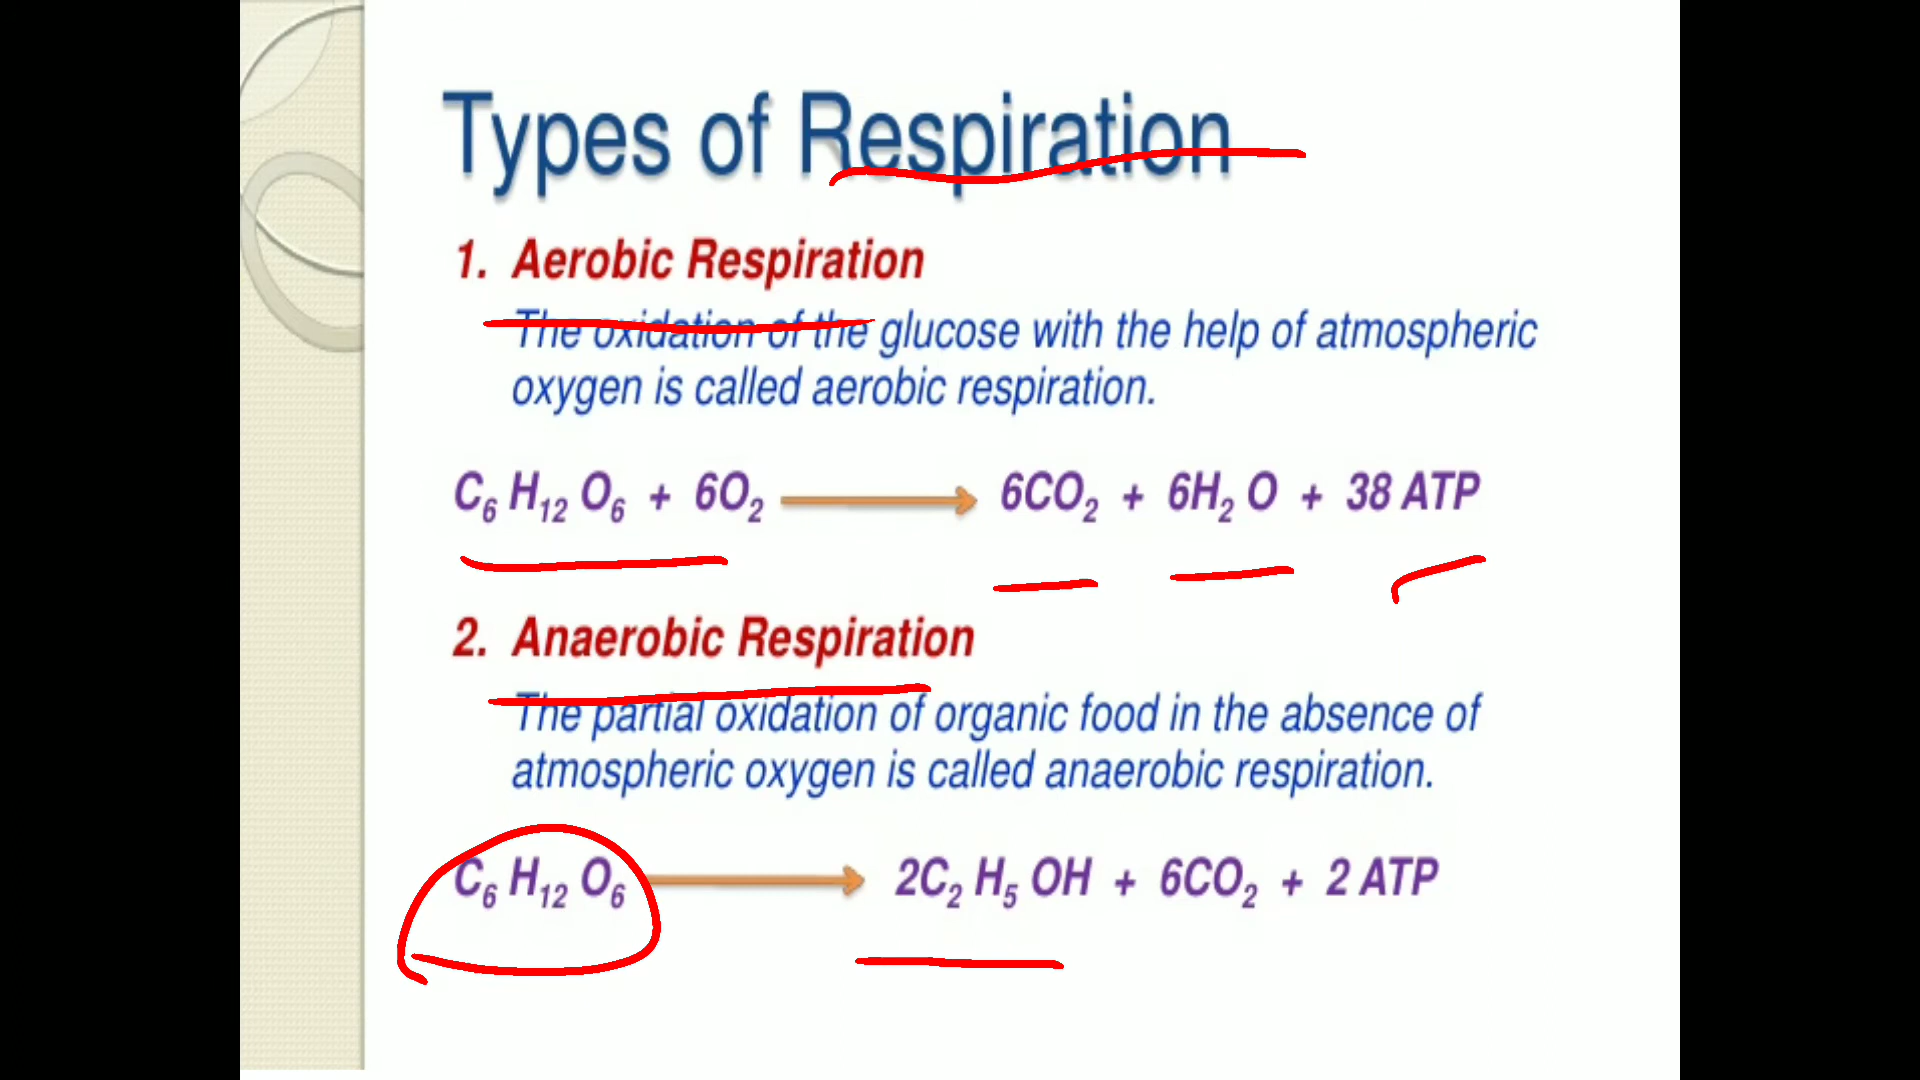 Types of Respiration
1. Aerobic Respiration
The oxidation of the glucose with the help of atmospheric
oxygen is called aerobic respiration.
C₆ H₁₂ O₆ + 6O₂ → 6CO₂ + 6H₂ O + 38 ATP
2. Anaerobic Respiration
The partial oxidation of organic food in the absence of
atmospheric oxygen is called anaerobic respiration.
C₆ H₁₂ O₆ → 2C₂ H₅ OH + 6CO₂ + 2 ATP